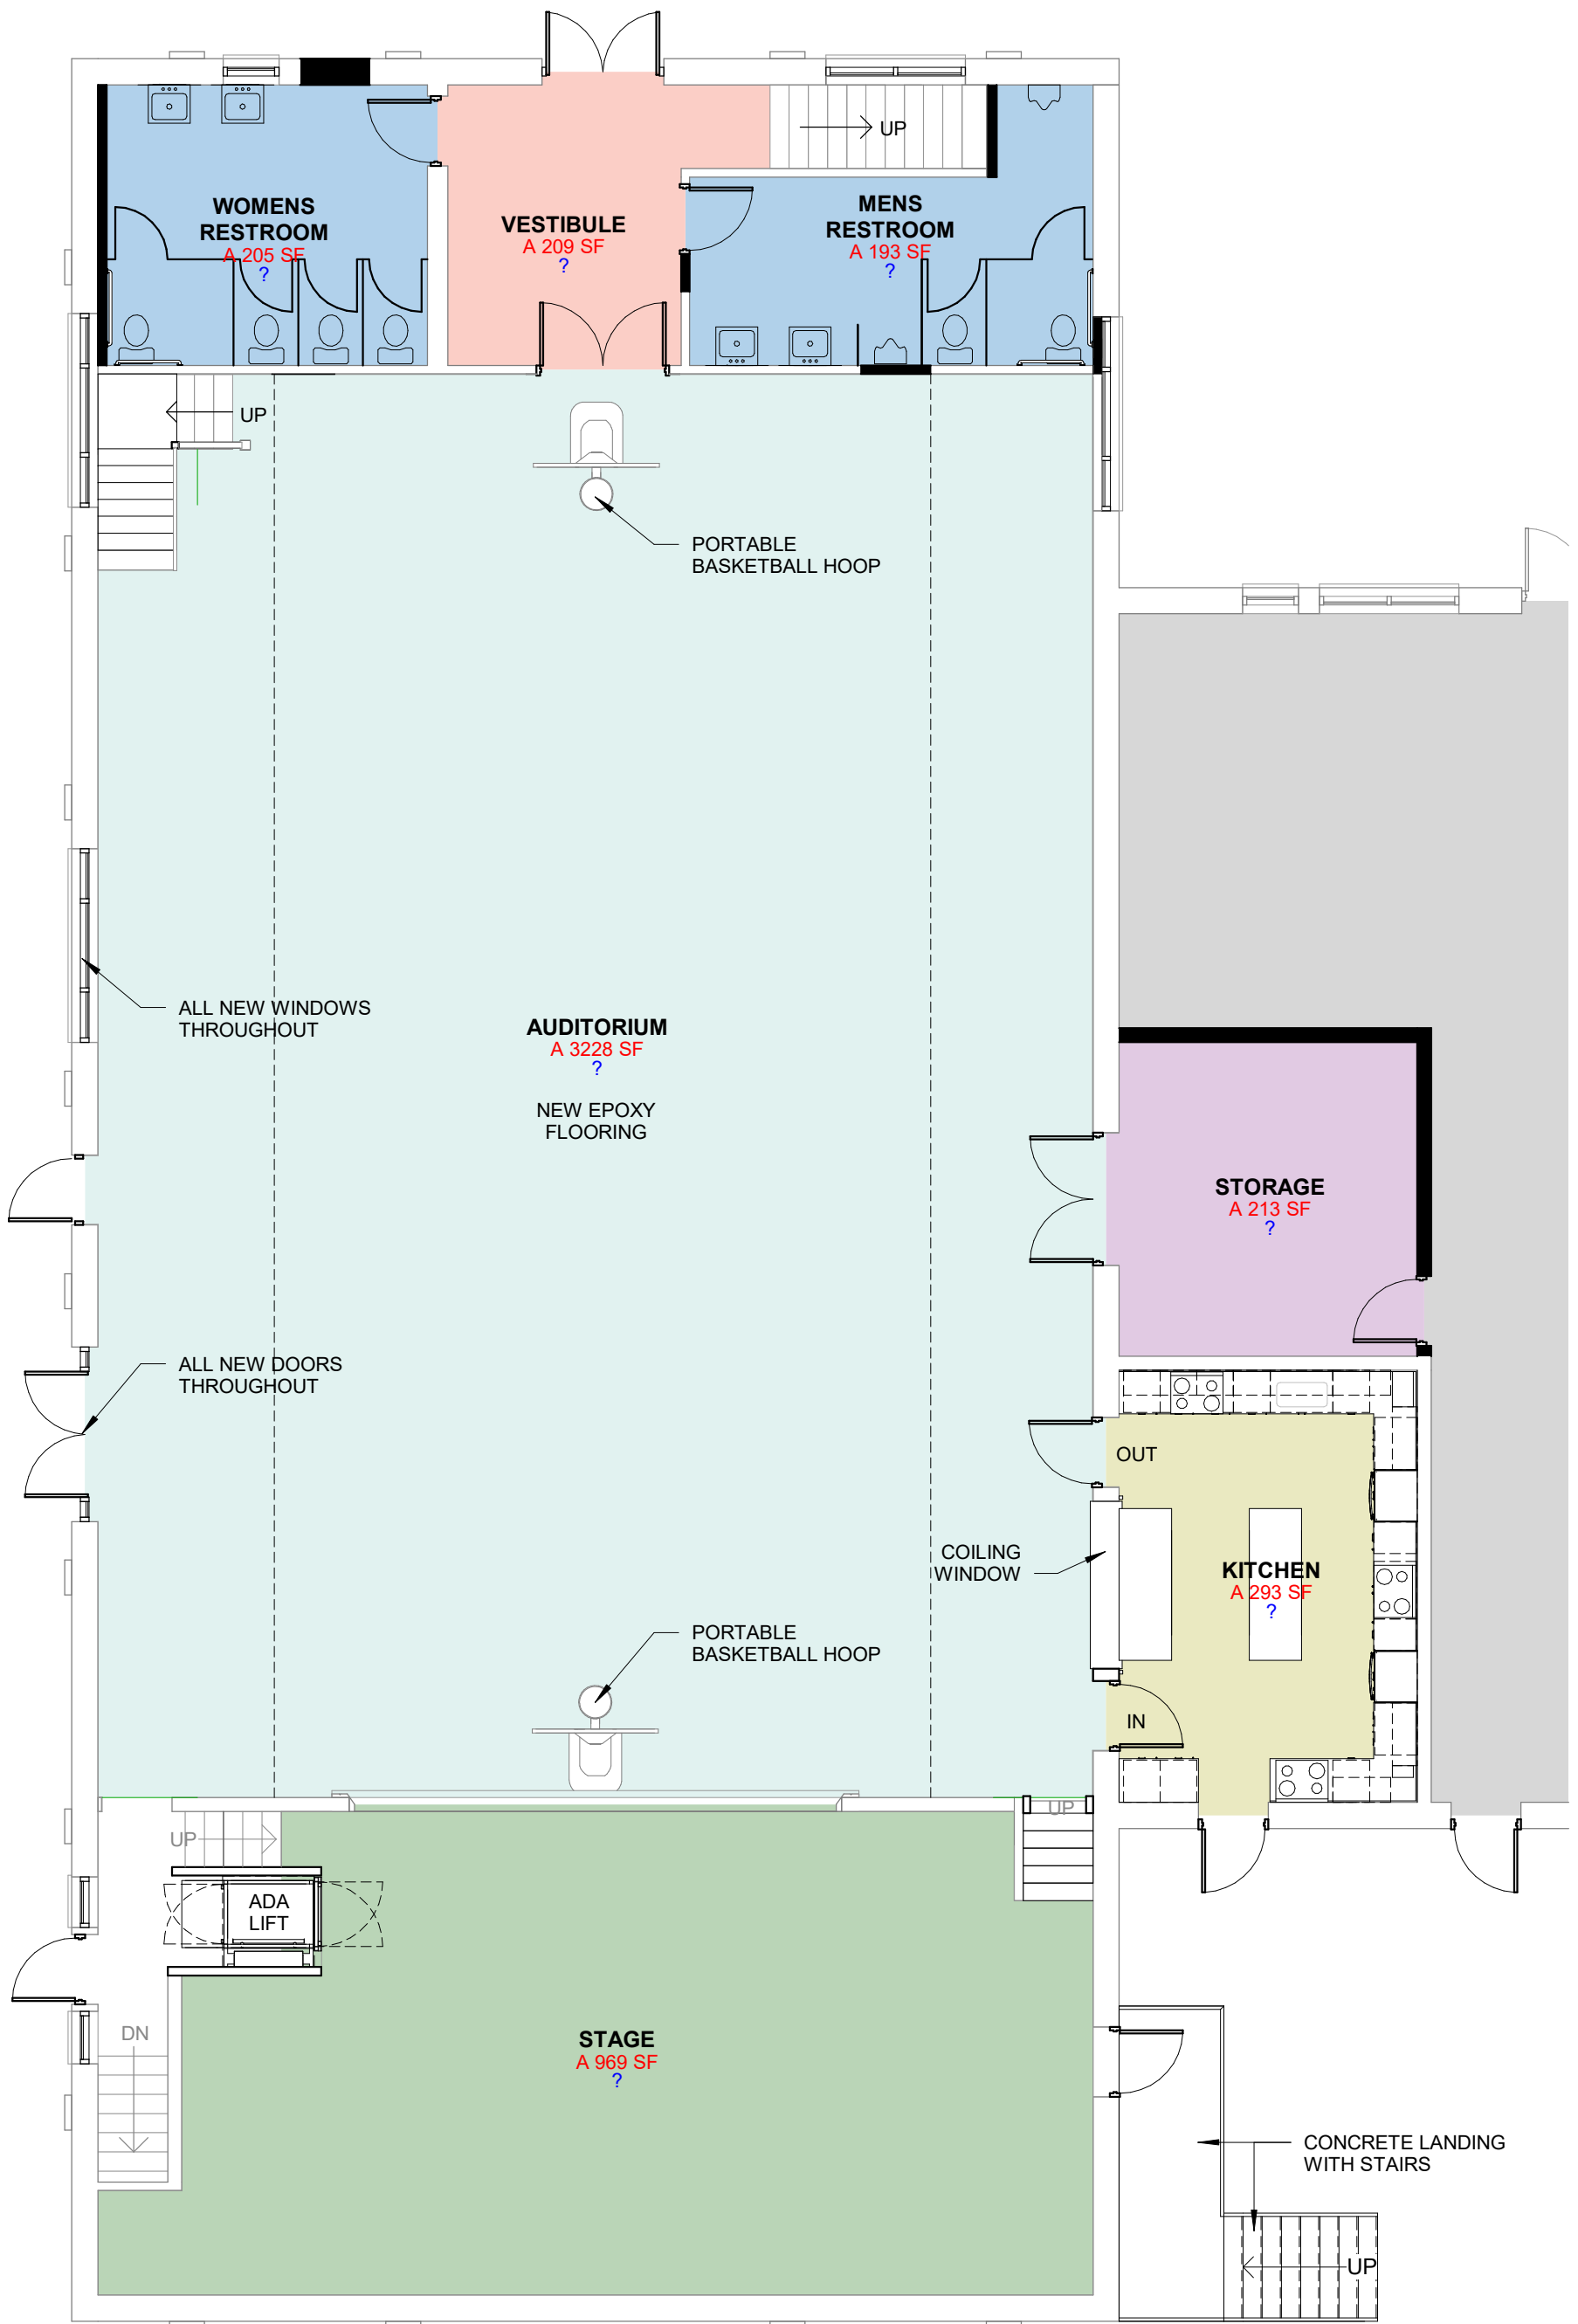 UP
WOMENS
RESTROOM
A 205 SF
?
VESTIBULE
A 209 SF
?
MENS
RESTROOM
A 193 SF
?
UP
PORTABLE
BASKETBALL HOOP
ALL NEW WINDOWS
THROUGHOUT
AUDITORIUM
A 3228 SF
?
NEW EPOXY
FLOORING
STORAGE
A 213 SF
?
ALL NEW DOORS
THROUGHOUT
OUT
COILING
WINDOW
KITCHEN
A 293 SF
?
PORTABLE
BASKETBALL HOOP
IN
UP
UP
ADA
LIFT
DN
STAGE
A 969 SF
?
CONCRETE LANDING
WITH STAIRS
UP